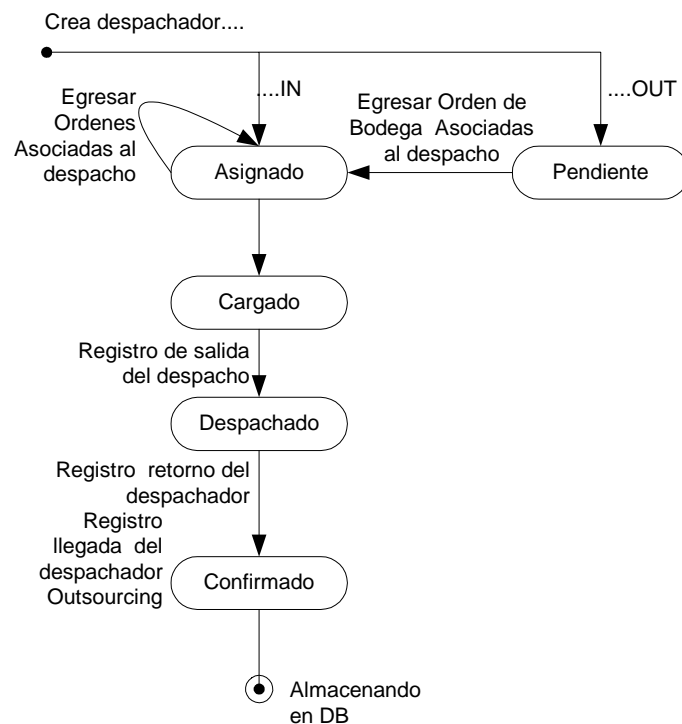 Crea despachador....
....IN
....OUT
Egresar
Ordenes
Asociadas al
despacho
Egresar Orden de
Bodega Asociadas
al despacho
Asignado
Pendiente
Cargado
Registro de salida
del despacho
Despachado
Registro retorno del
despachador
Registro
llegada del
despachador
Outsourcing
Confirmado
Almacenando
en DB